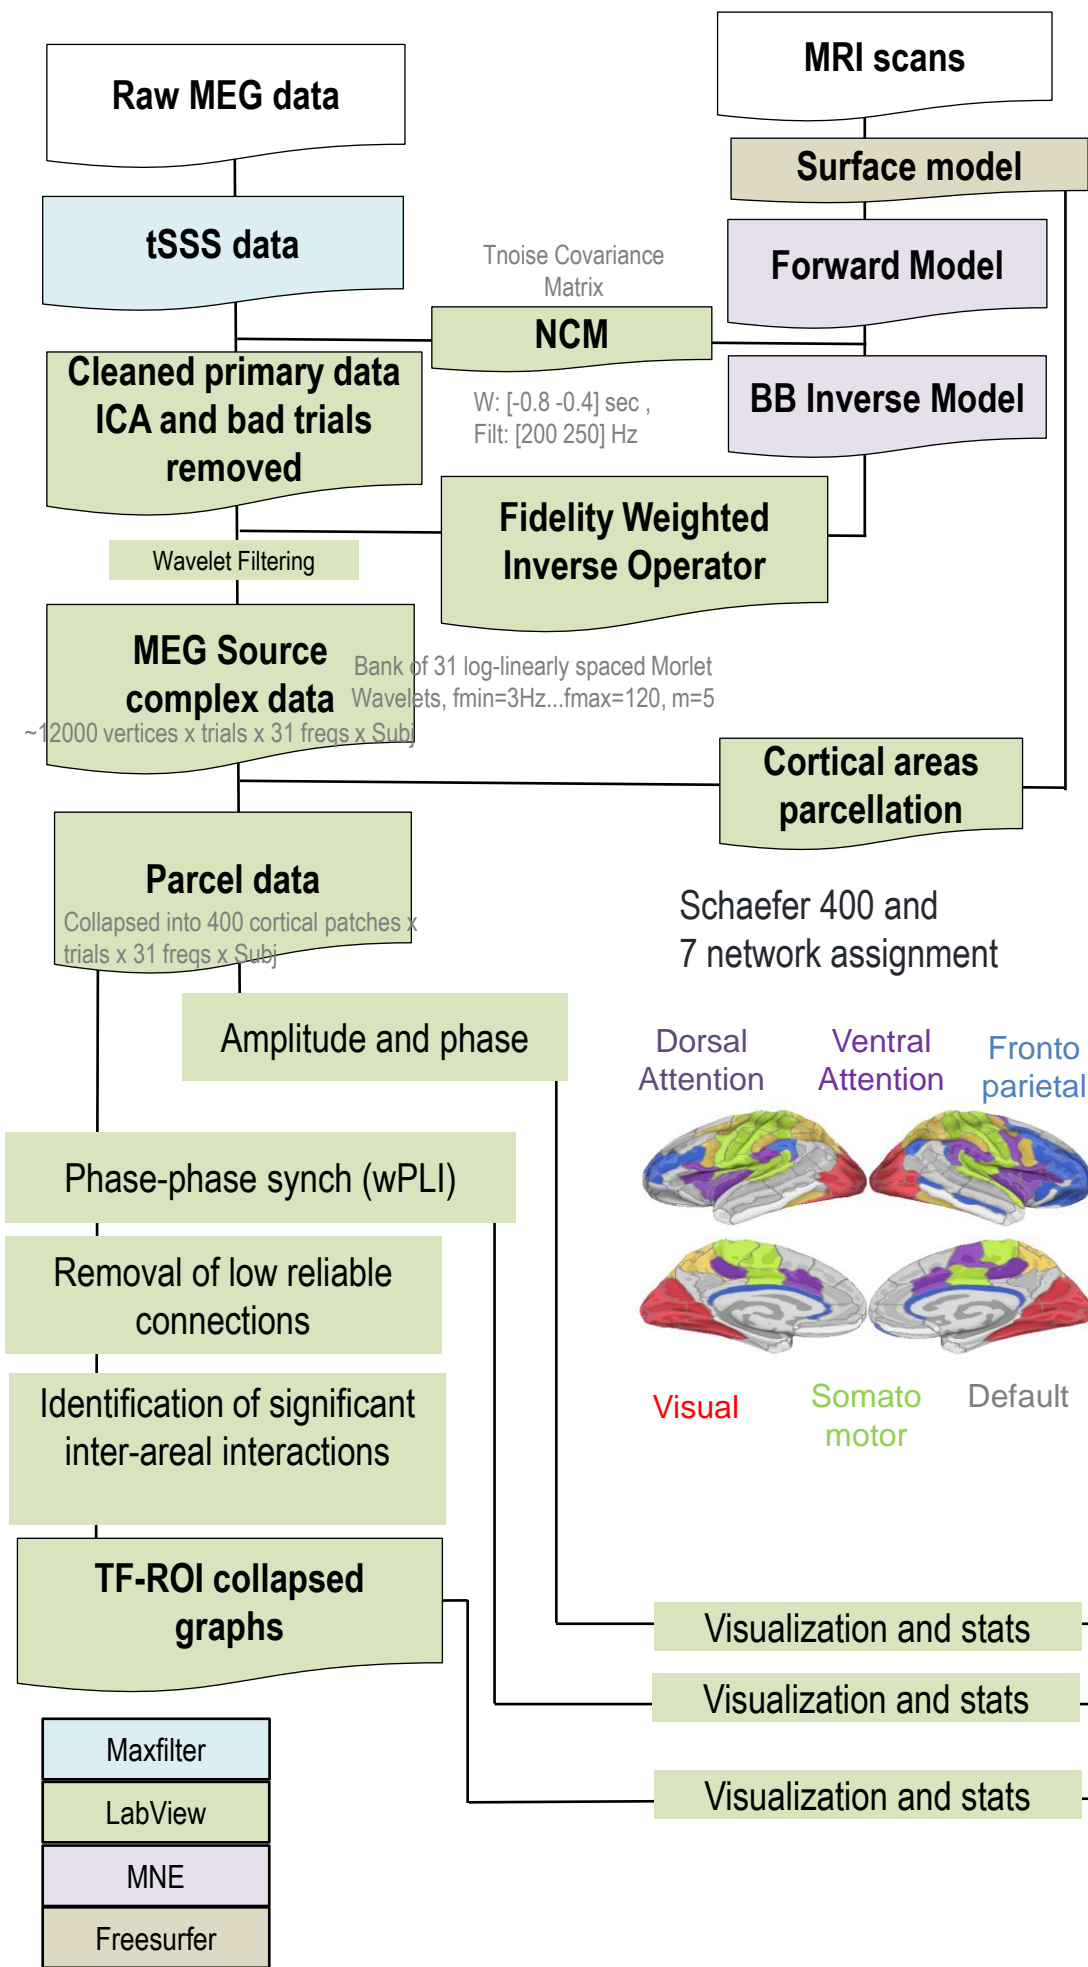 Raw MEG data
MRI scans
Surface model
tSSS data
Tnoise Covariance
Matrix
Forward Model
NCM
Cleaned primary data
ICA and bad trials
removed
W: [-0.8 -0.4] sec ,
Filt: [200 250] Hz
BB Inverse Model
Fidelity Weighted
Inverse Operator
Wavelet Filtering
MEG Source
complex data
~12000 vertices x trials x 31 freqs x Subj
Bank of 31 log-linearly spaced Morlet
Wavelets, fmin=3Hz...fmax=120, m=5
Cortical areas
parcellation
Parcel data
Collapsed into 400 cortical patches x
trials x 31 freqs x Subj
Schaefer 400 and
7 network assignment
Amplitude and phase
Dorsal
Attention
Ventral
Attention
Fronto
parietal
Phase-phase synch (wPLI)
Removal of low reliable
connections
Identification of significant
inter-areal interactions
Visual
Somato
motor
Default
TF-ROI collapsed
graphs
Visualization and stats
Visualization and stats
Visualization and stats
Maxfilter
LabView
MNE
Freesurfer